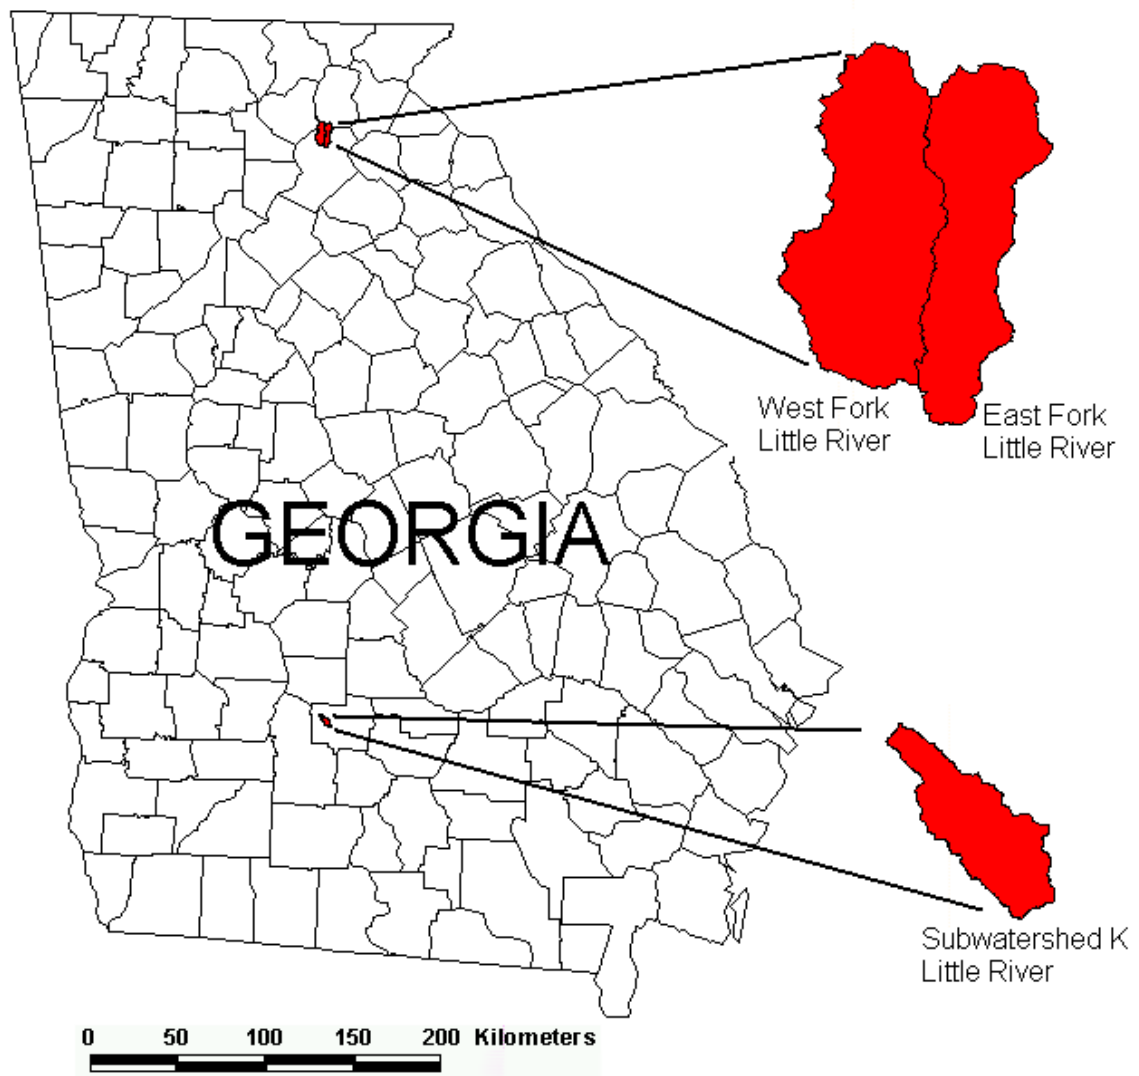 West Fork
Little River
East Fork
Little River
GEORGIA
Subwatershed K
Little River
0 50 100 150 200 Kilometers